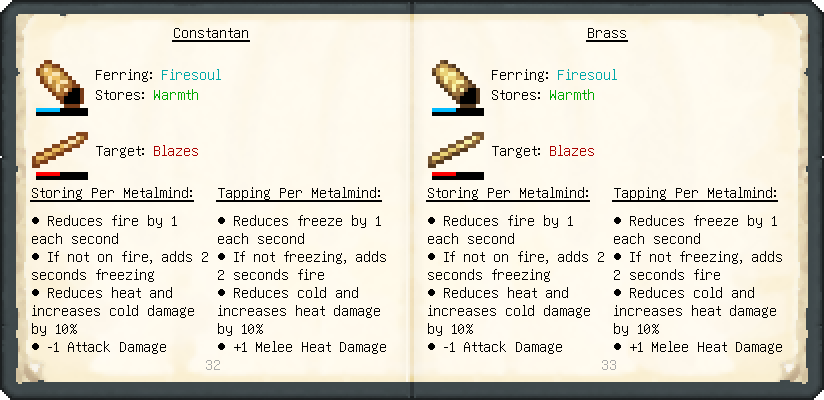 Constantan
Ferring: Firesoul
Stores: Warmth
Target: Blazes
Storing Per Metalmind:
● Reduces fire by 1
each second
● If not on fire, adds 2
seconds freezing
● Reduces heat and
increases cold damage
by 10%
● -1 Attack Damage
Tapping Per Metalmind:
● Reduces freeze by 1
each second
● If not freezing, adds
2 seconds fire
● Reduces cold and
increases heat damage
by 10%
● +1 Melee Heat Damage
32
Brass
Ferring: Firesoul
Stores: Warmth
Target: Blazes
Storing Per Metalmind:
● Reduces fire by 1
each second
● If not on fire, adds 2
seconds freezing
● Reduces heat and
increases cold damage
by 10%
● -1 Attack Damage
Tapping Per Metalmind:
● Reduces freeze by 1
each second
● If not freezing, adds
2 seconds fire
● Reduces cold and
increases heat damage
by 10%
● +1 Melee Heat Damage
33